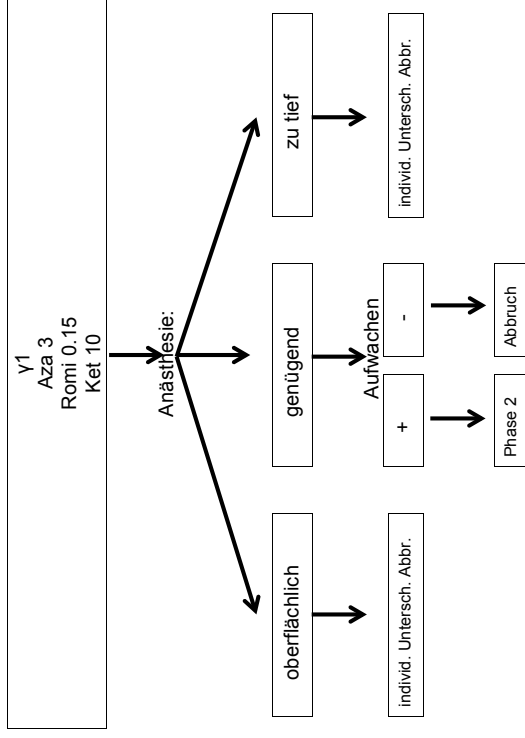 γ1
Aza 3
Romi 0.15
Ket 10
Anästhesie:
oberflächlich
genügend
zu tief
individ. Untersch. Abbr.
Aufwachen
individ. Untersch. Abbr.
+
-
Phase 2
Abbruch